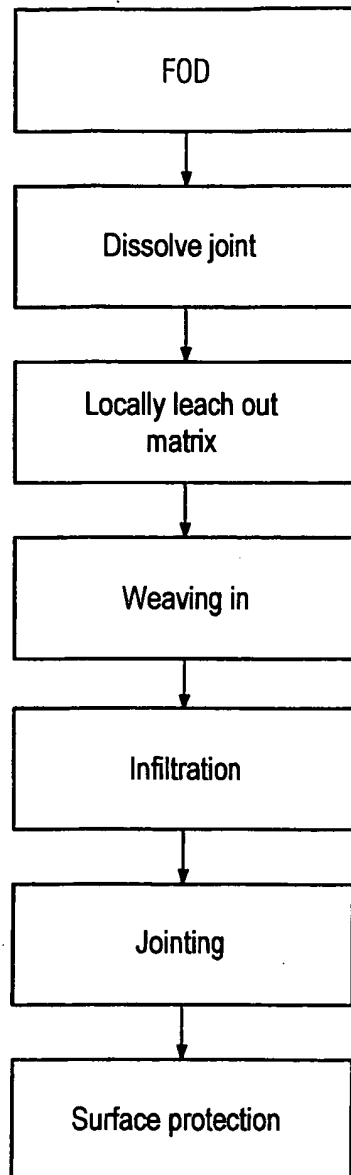 FOD
Dissolve joint
Locally leach out
matrix
Weaving in
Infiltration
Jointing
Surface protection